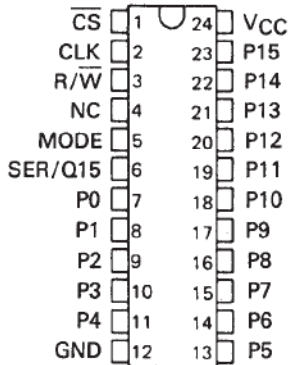 C̅S̅ 1 24 VCC
CLK 2 23 P15
R/W̅ 3 22 P14
NC 4 21 P13
MODE 5 20 P12
SER/Q15 6 19 P11
P0 7 18 P10
P1 8 17 P9
P2 9 16 P8
P3 10 15 P7
P4 11 14 P6
GND 12 13 P5